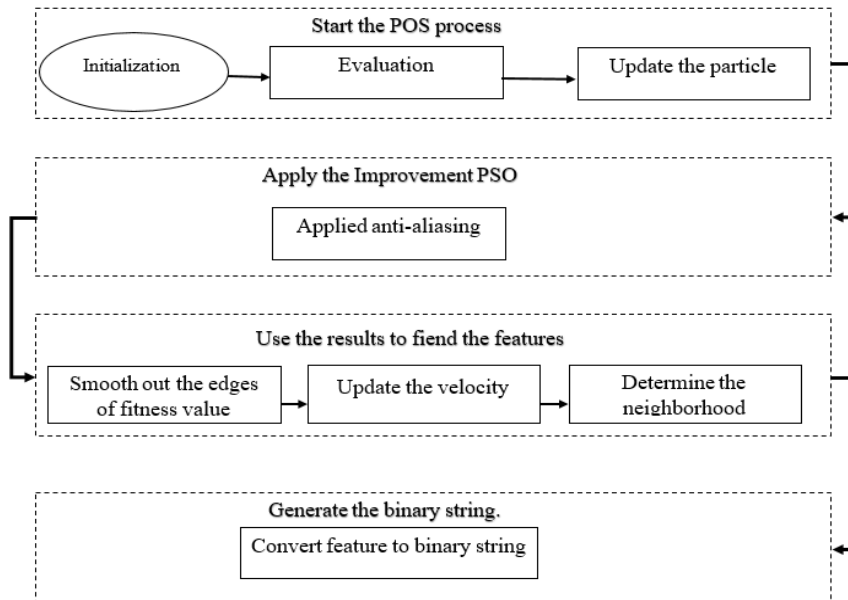 Start the POS process
Initialization
Evaluation
Update the particle
Apply the Improvement PSO
Applied anti-aliasing
Use the results to fiend the features
Smooth out the edges
of fitness value
Update the velocity
Determine the
neighborhood
Generate the binary string.
Convert feature to binary string